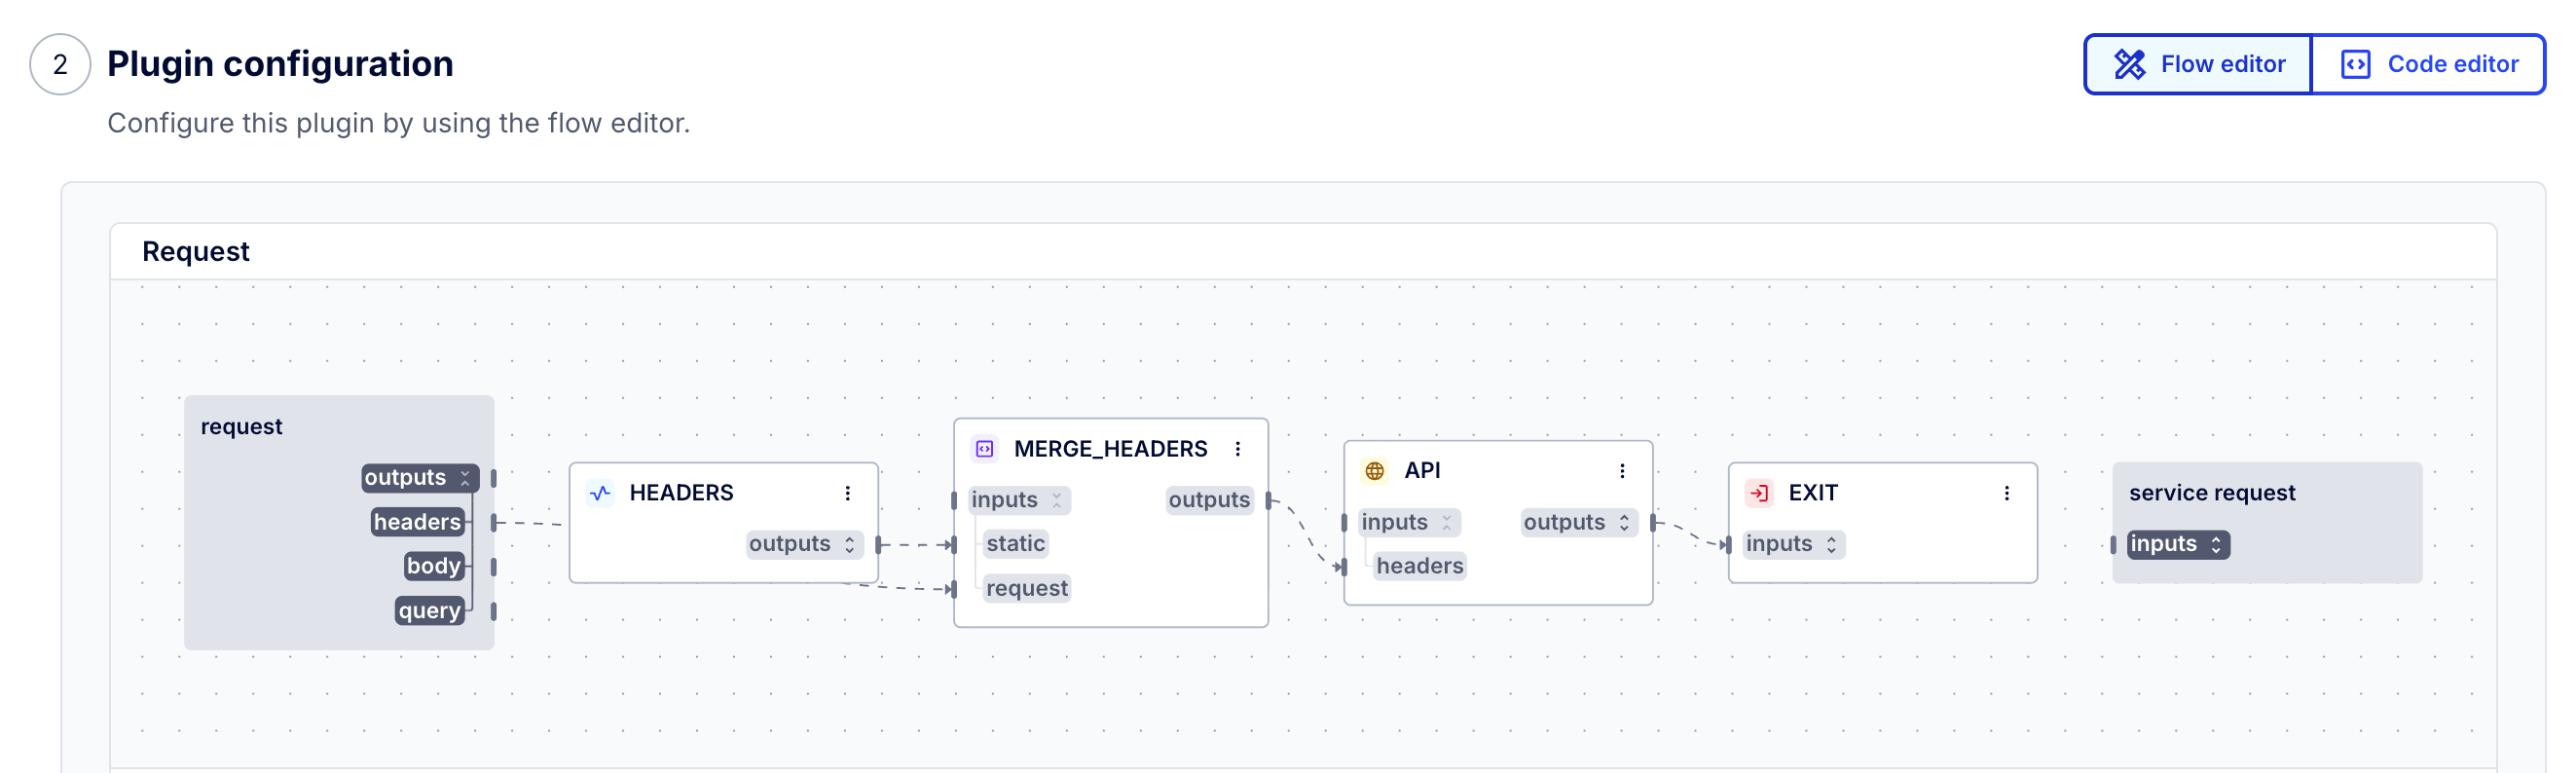 2
Plugin configuration
Flow editor
Code editor
Configure this plugin by using the flow editor.
Request
request
outputs
headers
body
query
HEADERS
outputs
MERGE_HEADERS
inputs
outputs
static
request
API
inputs
outputs
headers
EXIT
inputs
service request
inputs